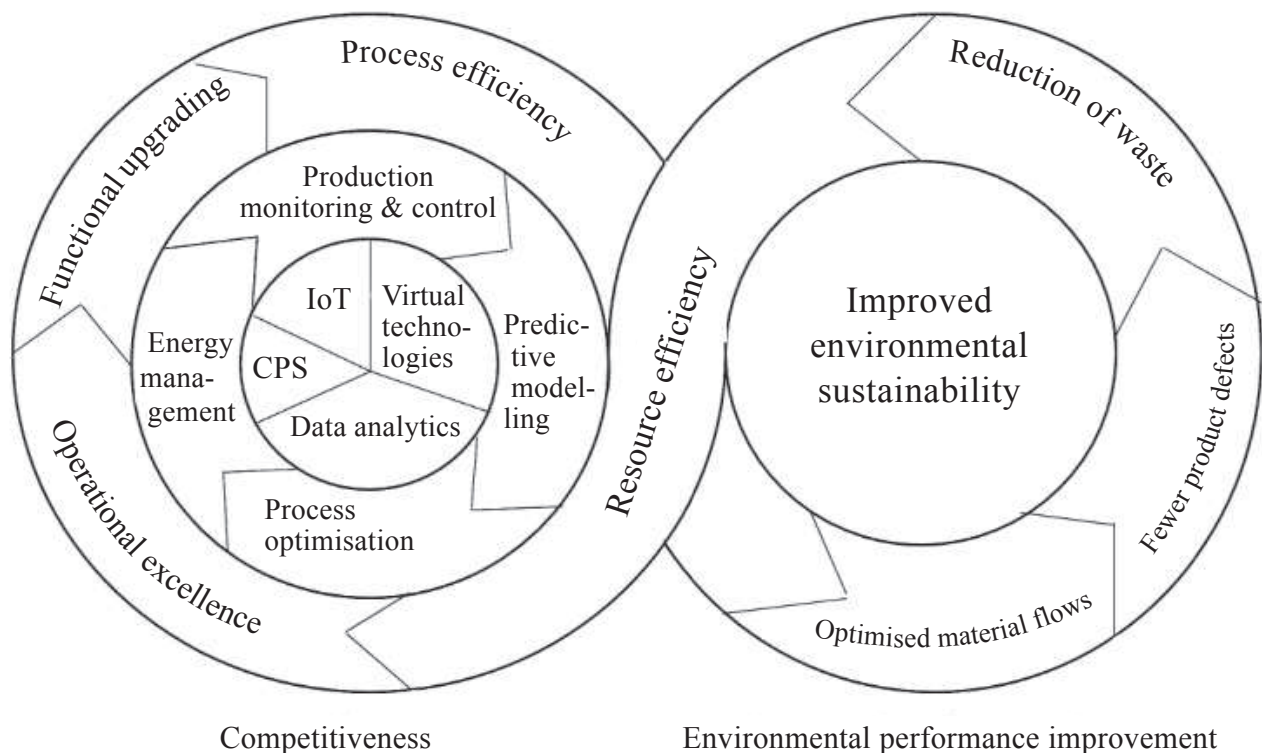 Process efficiency
Functional upgrading
Operational excellence
Production
monitoring & control
Energy
mana-
gement
Predic-
tive
model-
ling
Process
optimisation
IoT
Virtual
techno-
logies
CPS
Data analytics
Resource efficiency
Reduction of waste
Fewer product defects
Optimised material flows
Improved
environmental
sustainability
Competitiveness
Environmental performance improvement